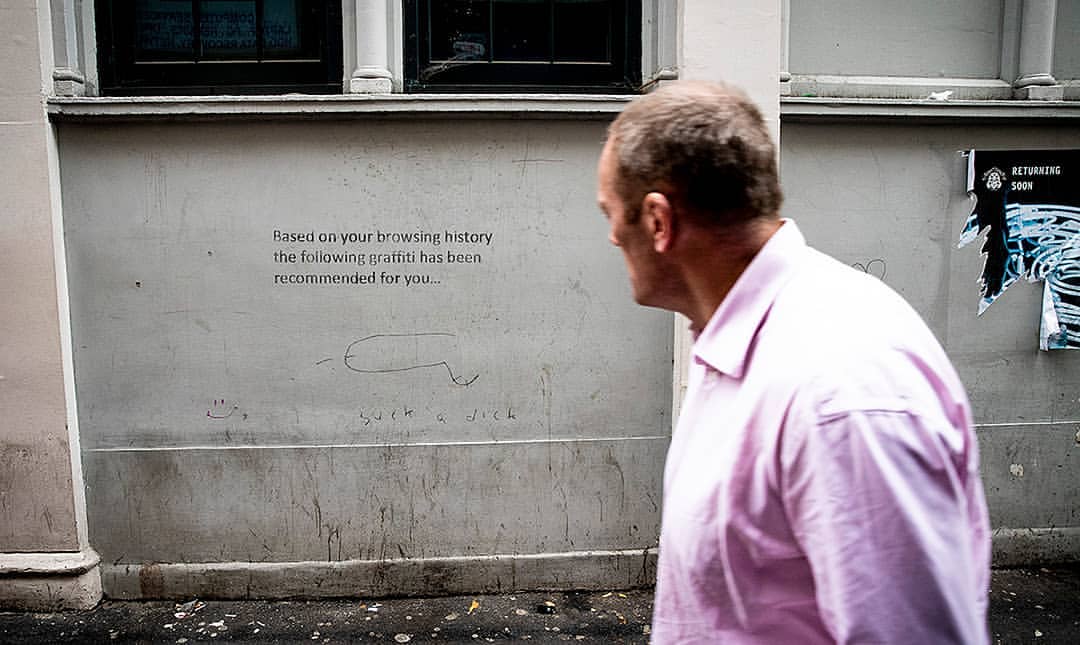 Based on your browsing history
the following graffiti has been
recommended for you...
suck a dick
RETURNING
SOON